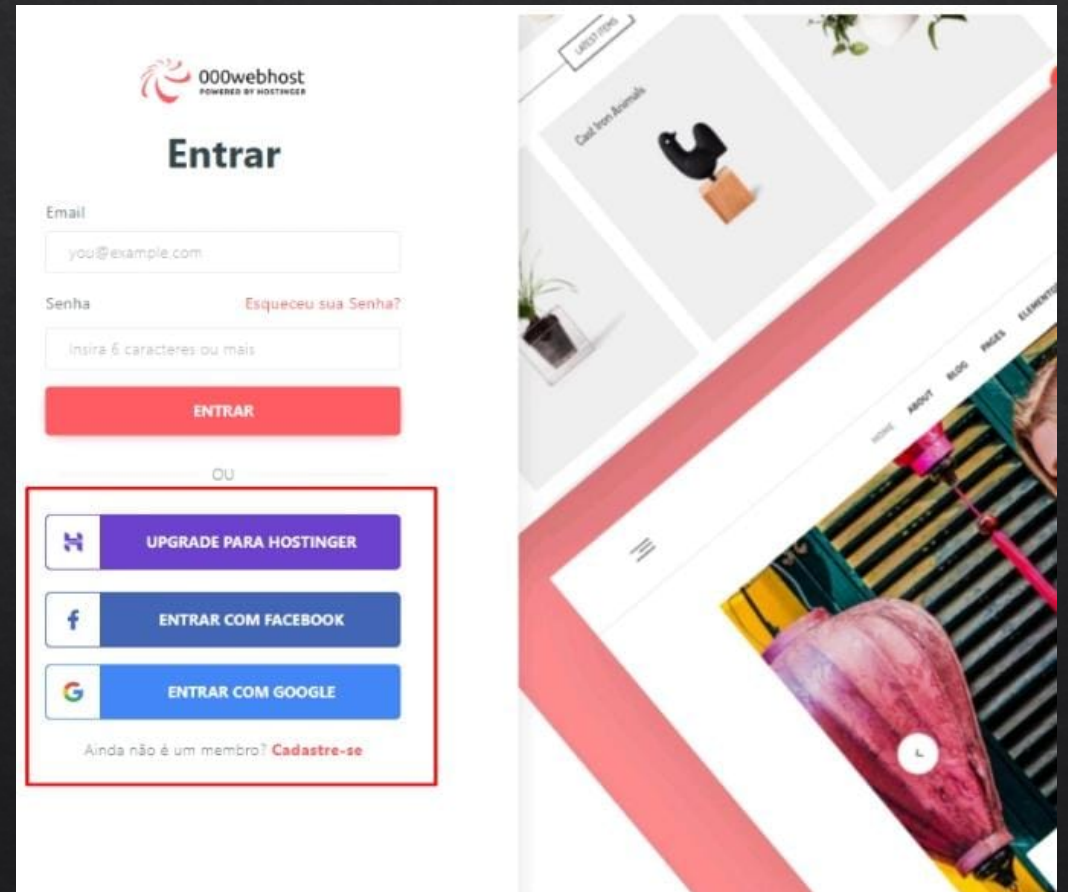 000webhost
POWERED BY HOSTINGER
Entrar
Email
you@example.com
Senha
Esqueceu sua Senha?
Insira 6 caracteres ou mais
ENTRAR
OU
UPGRADE PARA HOSTINGER
ENTRAR COM FACEBOOK
ENTRAR COM GOOGLE
Ainda não é um membro? Cadastre-se
LATEST ITEMS
Cast Iron Animals
HOME ABOUT BLOG PAGES